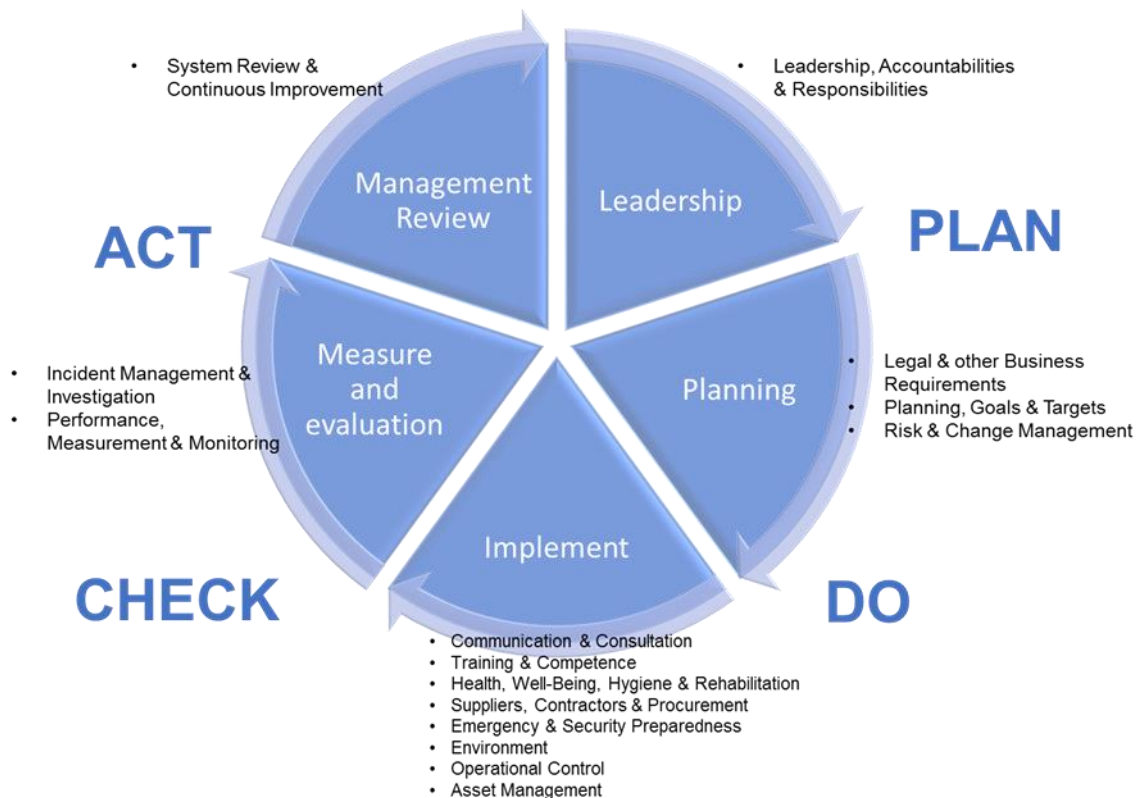 • System Review &
Continuous Improvement
• Leadership, Accountabilities
& Responsibilities
Management
Review
Leadership
ACT
PLAN
Measure
and
evaluation
Planning
• Incident Management &
Investigation
• Performance,
Measurement & Monitoring
• Legal & other Business
Requirements
• Planning, Goals & Targets
• Risk & Change Management
Implement
CHECK
DO
• Communication & Consultation
• Training & Competence
• Health, Well-Being, Hygiene & Rehabilitation
• Suppliers, Contractors & Procurement
• Emergency & Security Preparedness
• Environment
• Operational Control
• Asset Management